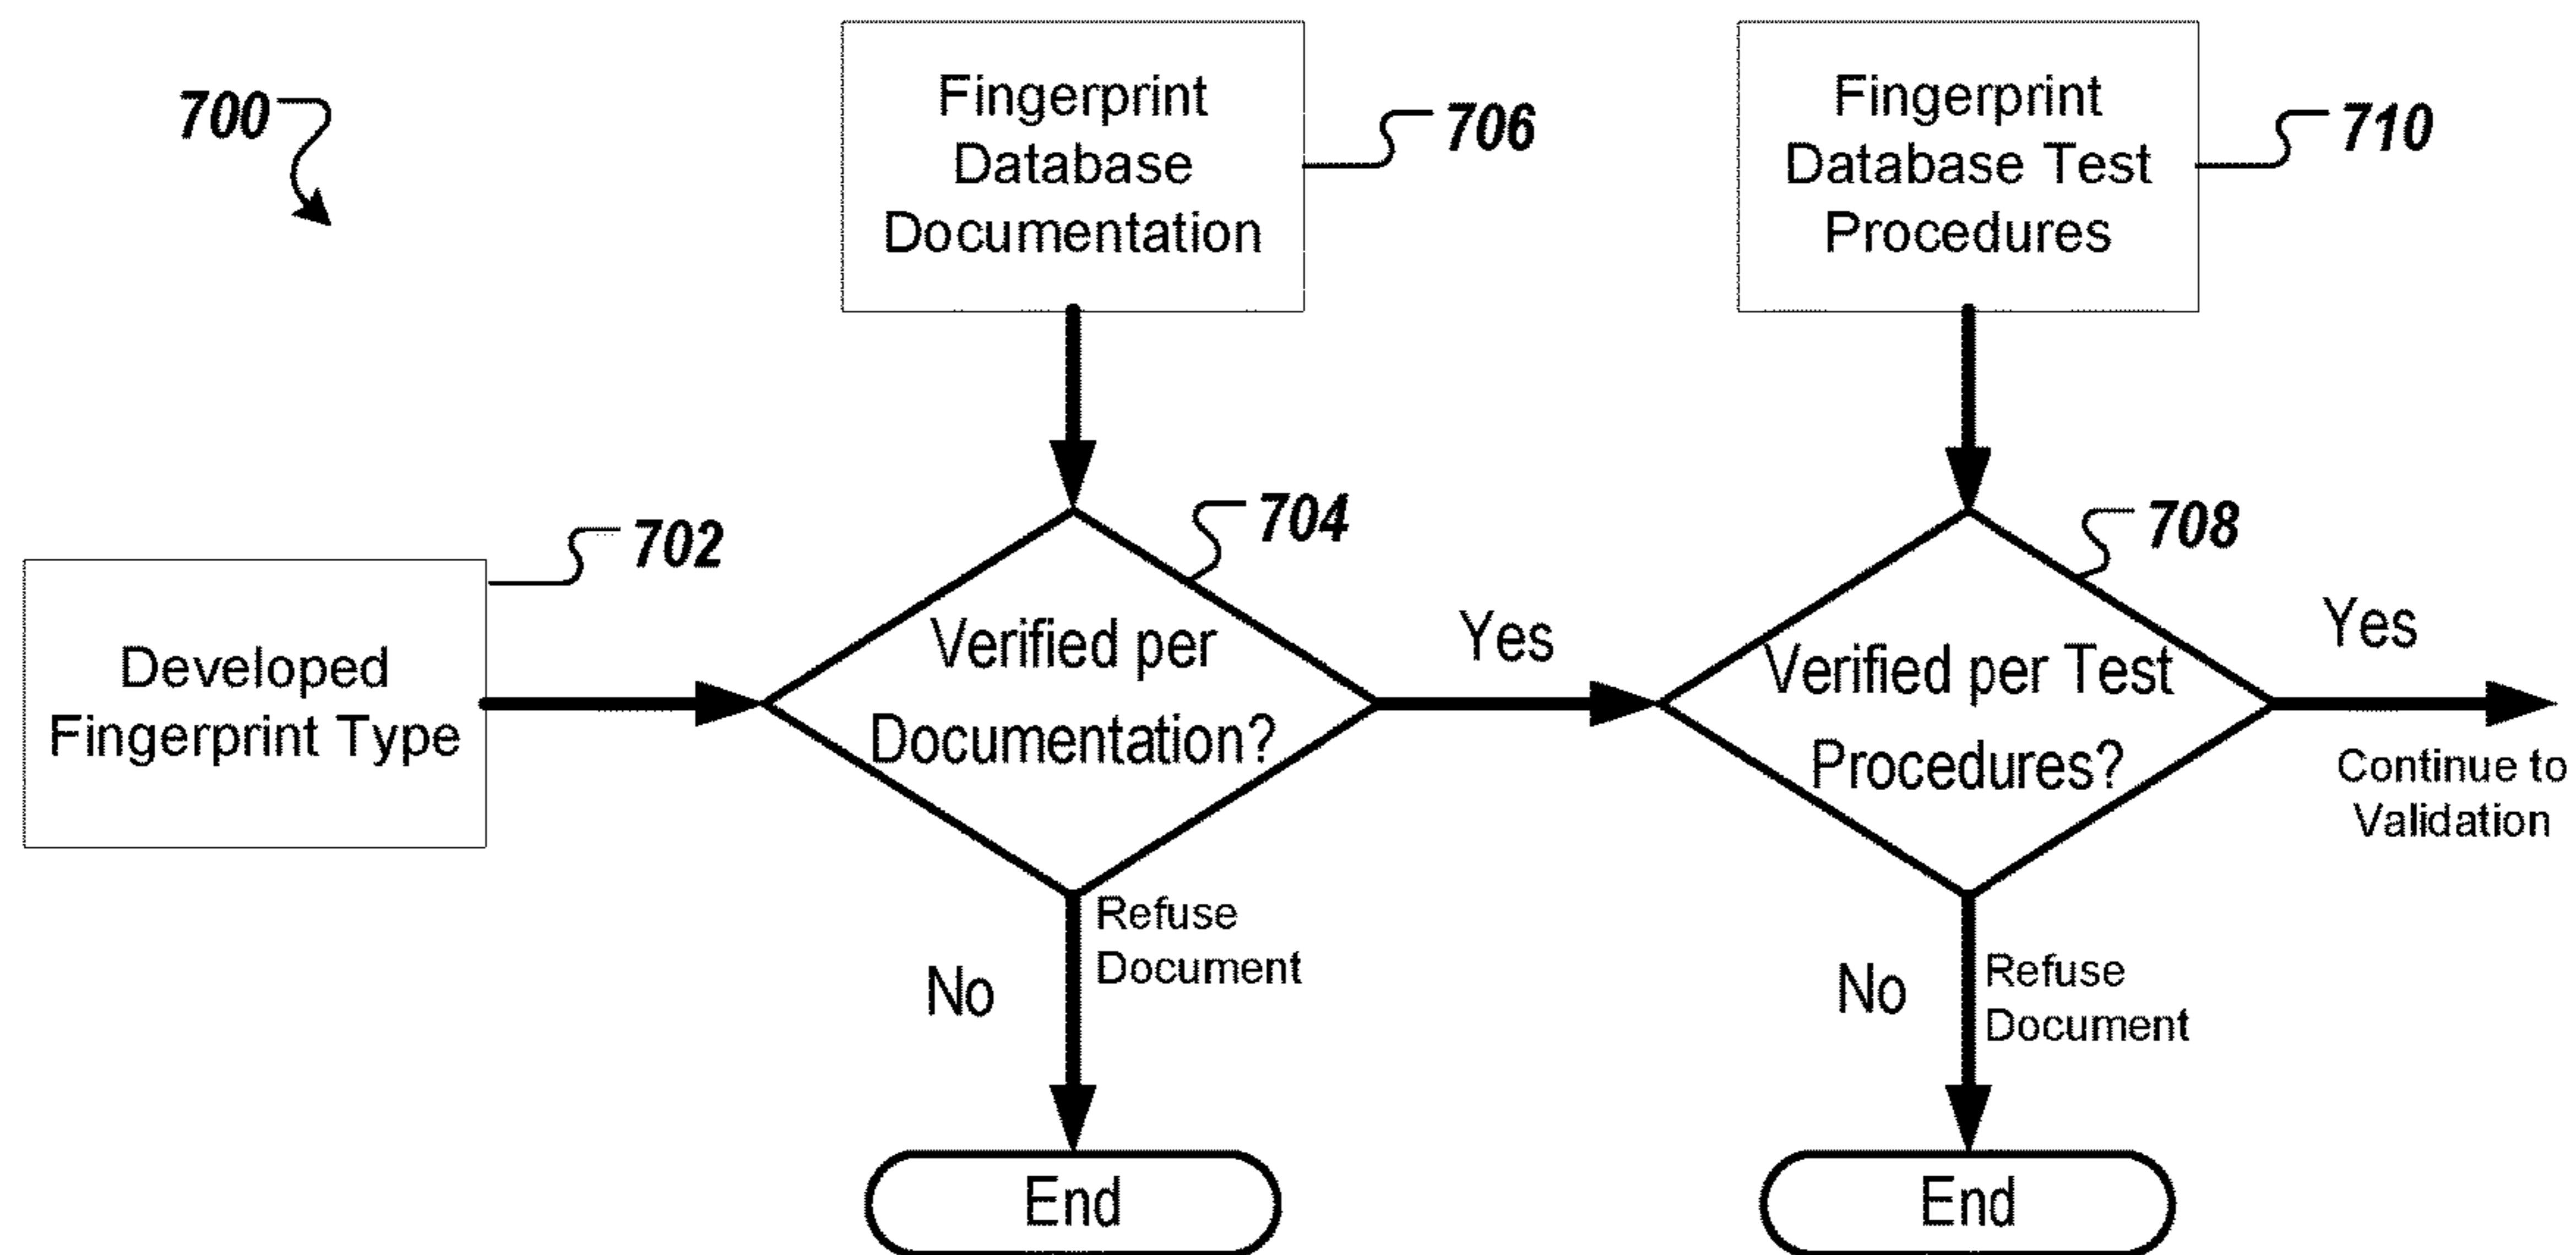 700
Fingerprint
Database
Documentation
706
Fingerprint
Database Test
Procedures
710
Developed
Fingerprint Type
702
Verified per
Documentation?
704
Yes
Verified per Test
Procedures?
708
Yes
Continue to
Validation
No
Refuse
Document
No
Refuse
Document
End
End